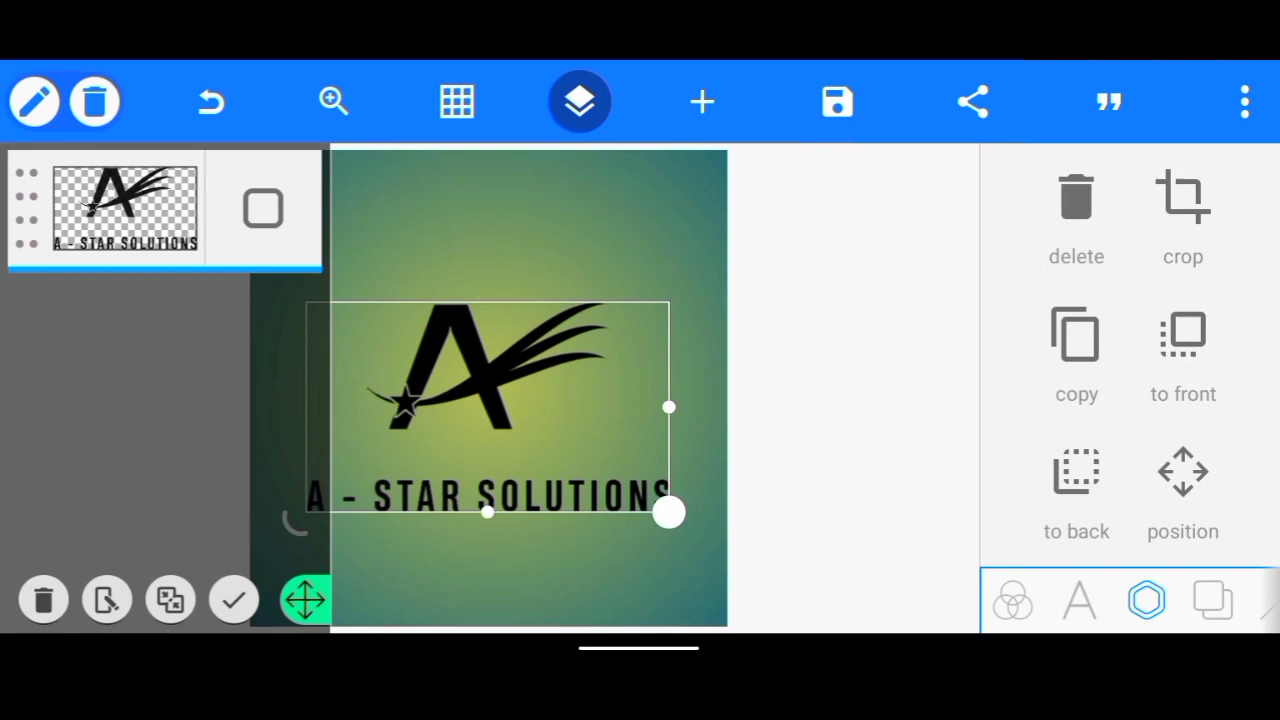 A - STAR SOLUTIONS
A - STAR SOLUTIONS
delete
crop
copy
to front
to back
position